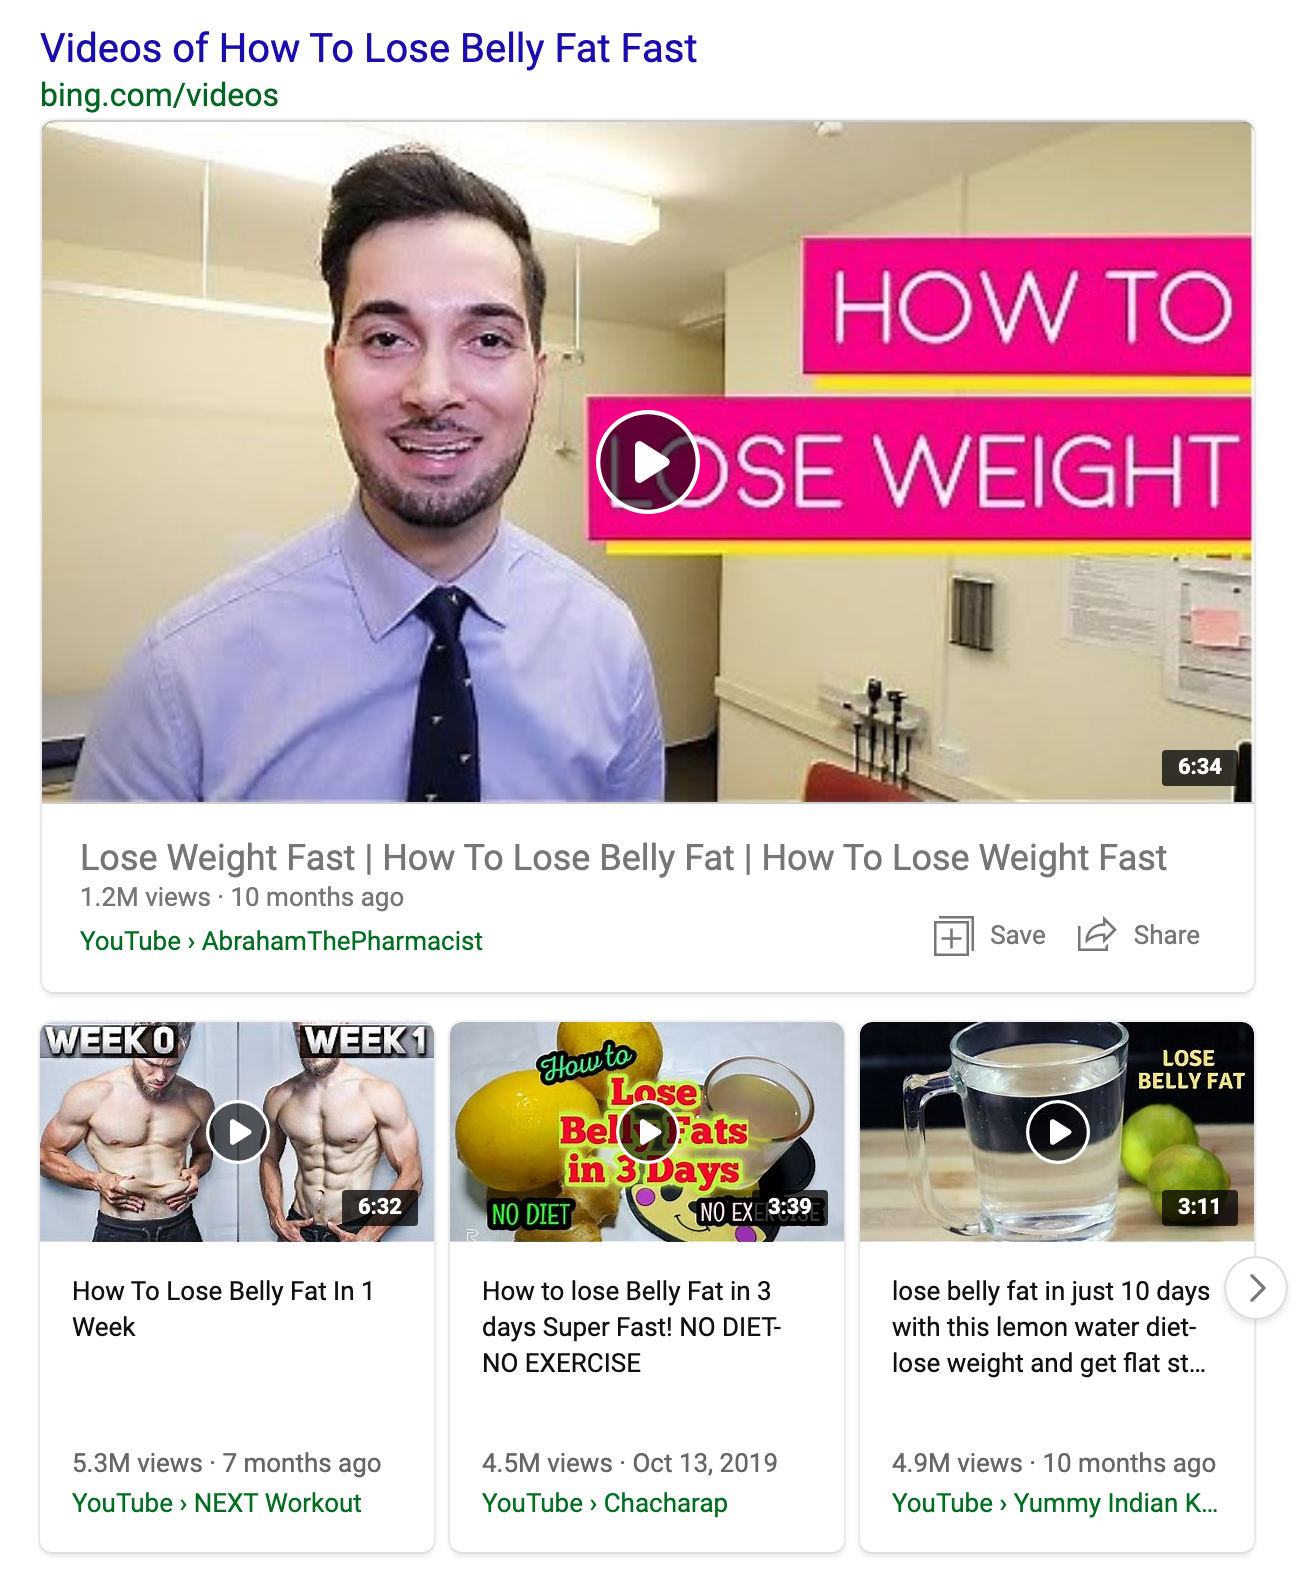 Videos of How To Lose Belly Fat Fast
bing.com/videos
HOW TO
LOSE WEIGHT
6:34
Lose Weight Fast | How To Lose Belly Fat | How To Lose Weight Fast
1.2M views · 10 months ago
YouTube › AbrahamThePharmacist
Save
Share
WEEK 0
WEEK 1
6:32
How To Lose Belly Fat In 1
Week
5.3M views · 7 months ago
YouTube › NEXT Workout
How to
Lose
Belly Fats
in 3 Days
NO DIET
NO EXERCISE
3:39
How to lose Belly Fat in 3
days Super Fast! NO DIET-
NO EXERCISE
4.5M views · Oct 13, 2019
YouTube › Chacharap
LOSE
BELLY FAT
3:11
lose belly fat in just 10 days
with this lemon water diet-
lose weight and get flat st...
4.9M views · 10 months ago
YouTube › Yummy Indian K...